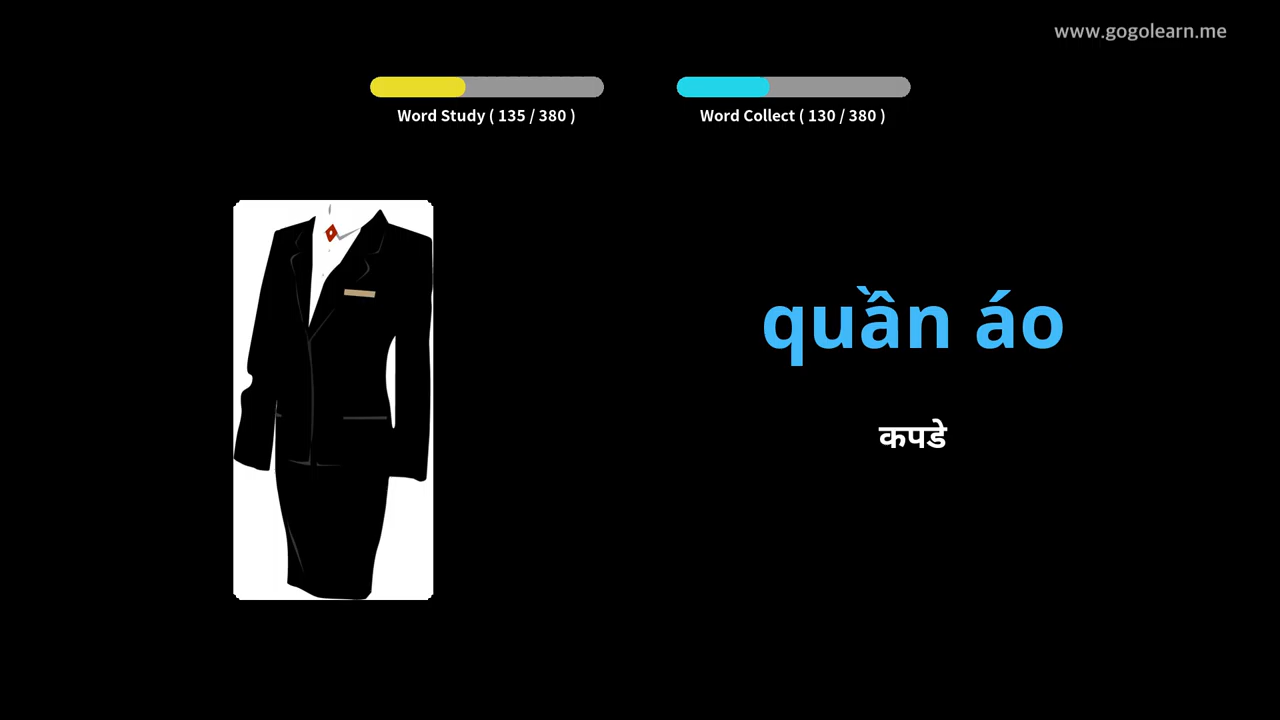 www.gogolearn.me
Word Study ( 135 / 380 )
Word Collect ( 130 / 380 )
quần áo
कपडे